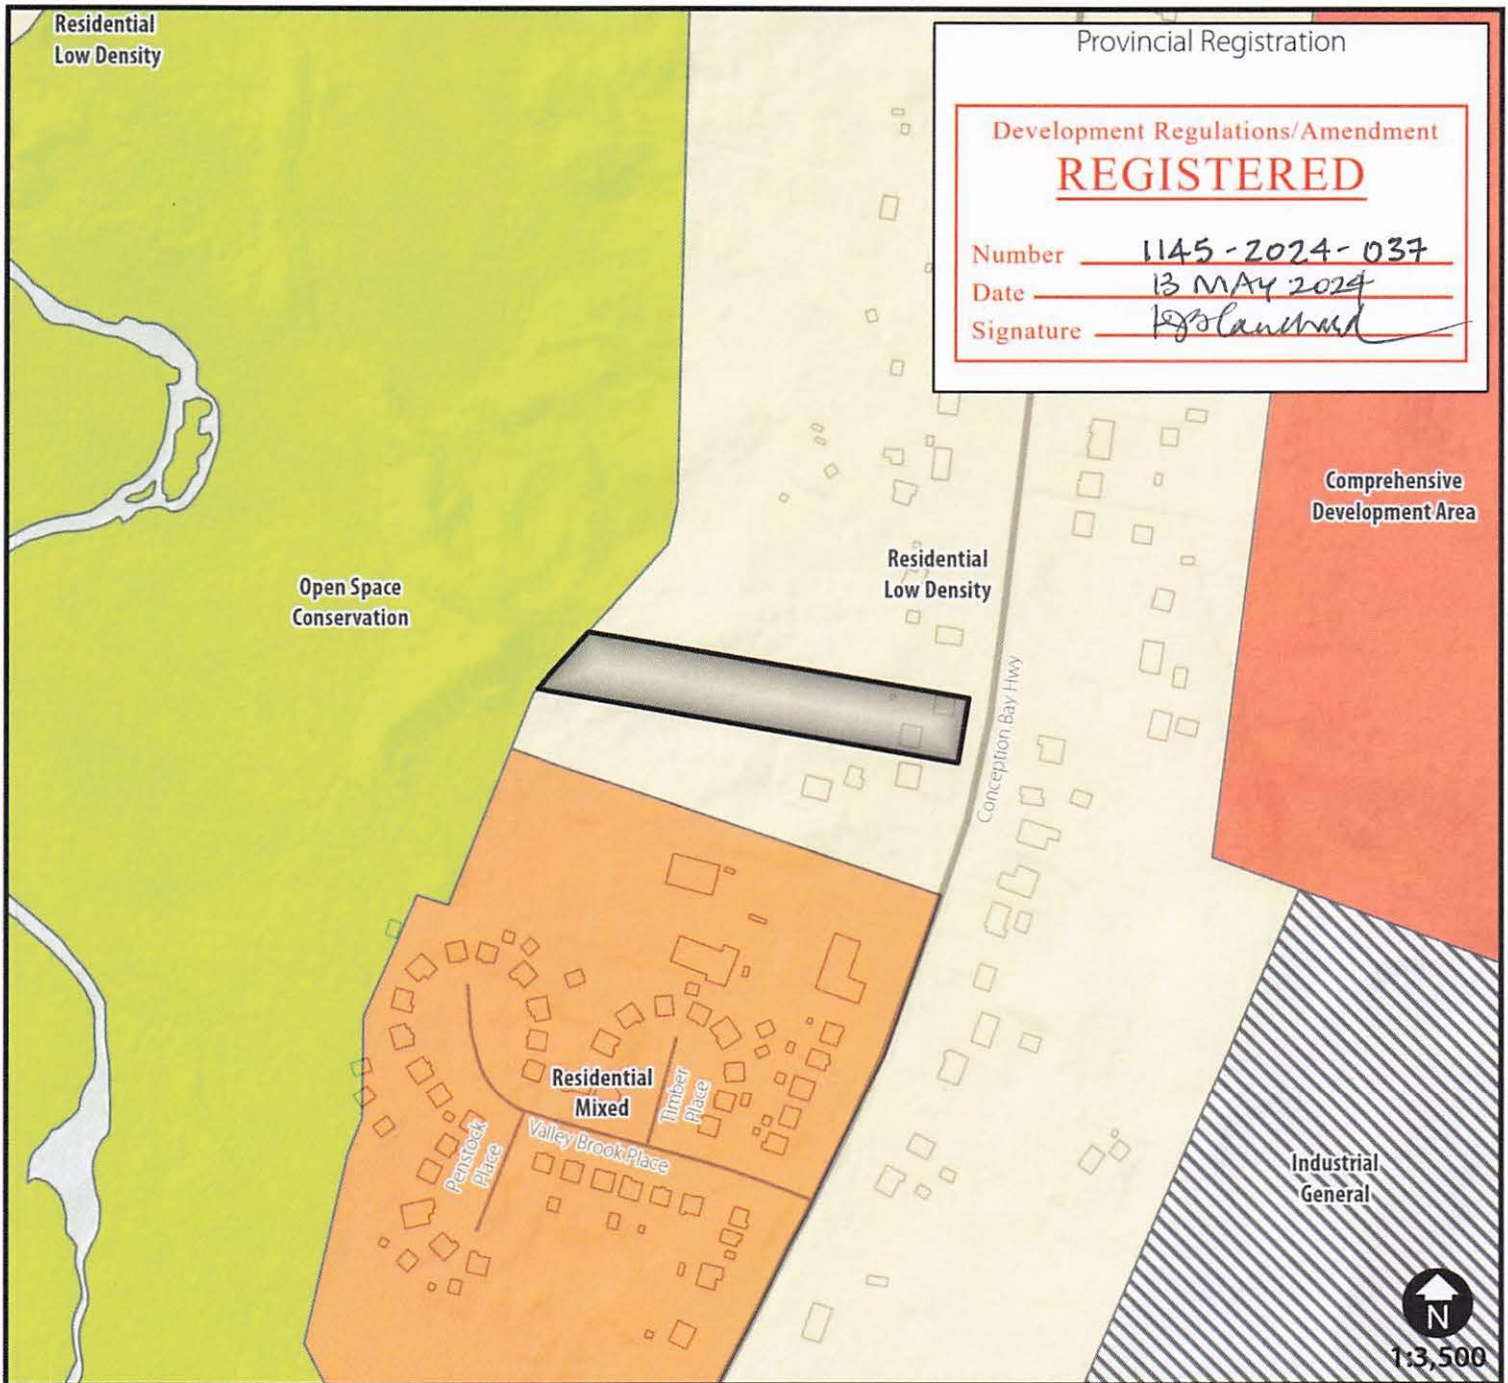 Residential
Low Density
Provincial Registration
Development Regulations/Amendment
REGISTERED
Number 1145-2024-037
Date 13 MAY 2024
Signature
Comprehensive
Development Area
Residential
Low Density
Open Space
Conservation
Conception Bay Hwy
Residential
Mixed
Timber
Place
Valley Brook Place
Penstock
Place
Industrial
General
N
1:3,500